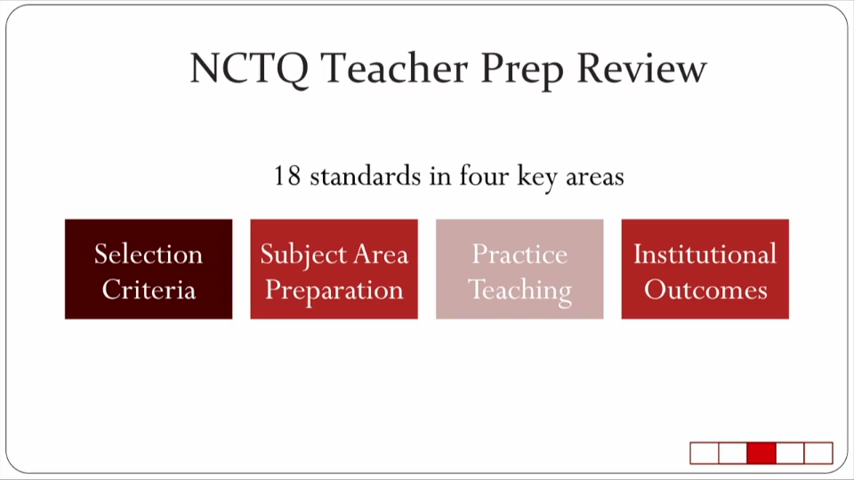 NCTQ Teacher Prep Review
18 standards in four key areas
Selection
Criteria
Subject Area
Preparation
Practice
Teaching
Institutional
Outcomes